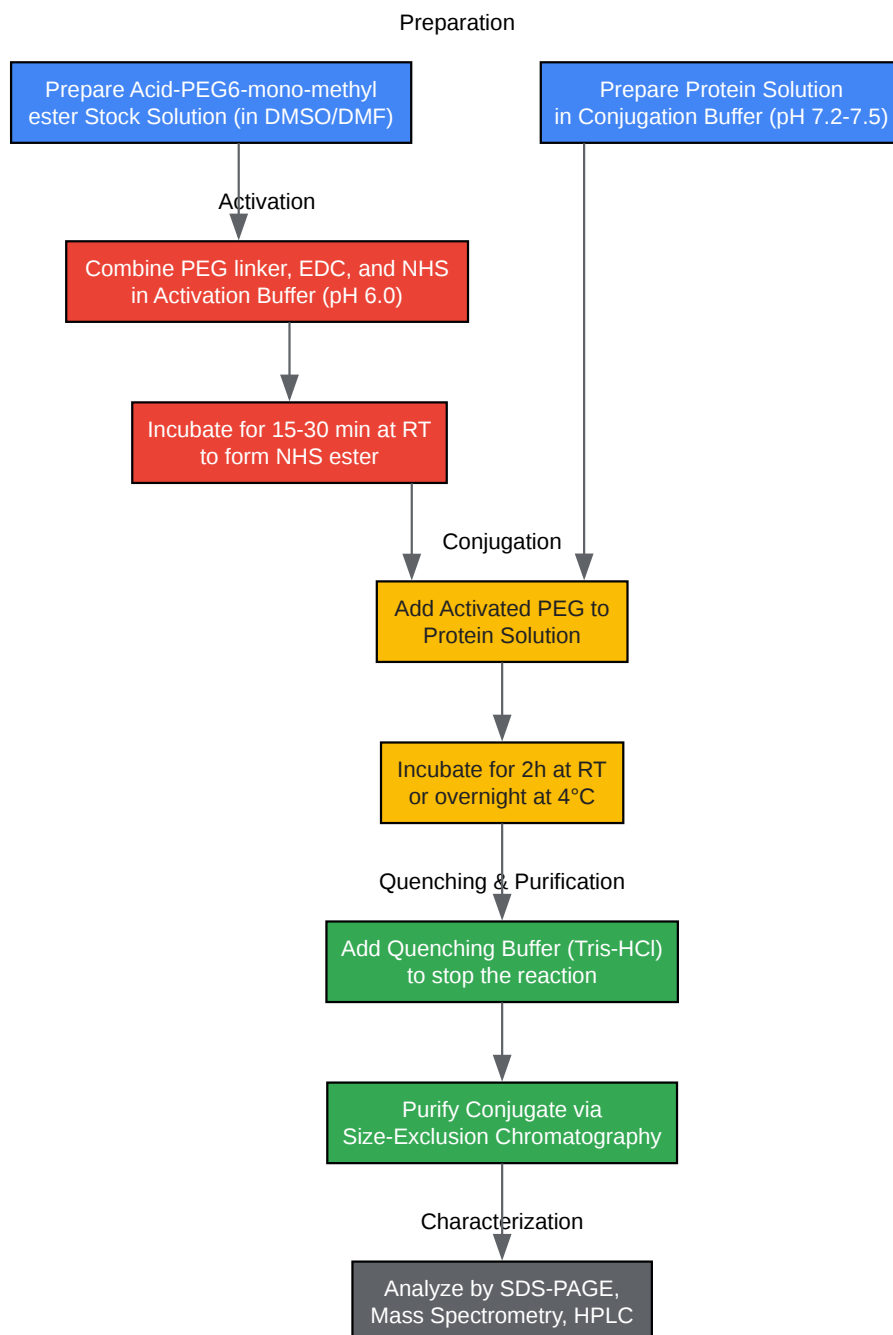 Preparation
Prepare Acid-PEG6-mono-methyl
ester Stock Solution (in DMSO/DMF)
Prepare Protein Solution
in Conjugation Buffer (pH 7.2-7.5)
Activation
Combine PEG linker, EDC, and NHS
in Activation Buffer (pH 6.0)
Incubate for 15-30 min at RT
to form NHS ester
Conjugation
Add Activated PEG to
Protein Solution
Incubate for 2h at RT
or overnight at 4°C
Quenching & Purification
Add Quenching Buffer (Tris-HCl)
to stop the reaction
Purify Conjugate via
Size-Exclusion Chromatography
Characterization
Analyze by SDS-PAGE,
Mass Spectrometry, HPLC